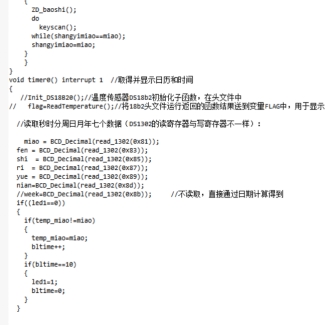 {
ZD_baoshi();
do
keyscan();
while(shangyimiao==miao);
shangyimiao=miao;
}
}
}
void timer0() interrupt 1 //取得并显示日历和时间
{
//Init_DS18B20();//温度传感器DS18b2初始化子函数，在头文件中
// flag=ReadTemperature();//将18b2头文件运行返回的函数结果送到变量FLAG中，用于显示
//读取秒时分周日月年七个数据（DS1302的读寄存器与写寄存器不一样）：
miao = BCD_Decimal(read_1302(0x81));
fen = BCD_Decimal(read_1302(0x83));
shi = BCD_Decimal(read_1302(0x85));
ri = BCD_Decimal(read_1302(0x87));
yue = BCD_Decimal(read_1302(0x89));
nian=BCD_Decimal(read_1302(0x8d));
//week=BCD_Decimal(read_1302(0x8b)); //不读取，直接通过日期计算得到
if((led1==0))
{
if(temp_miao!=miao)
{
temp_miao=miao;
bltime++;
}
if(bltime==10)
{
led1=1;
bltime=0;
}
}